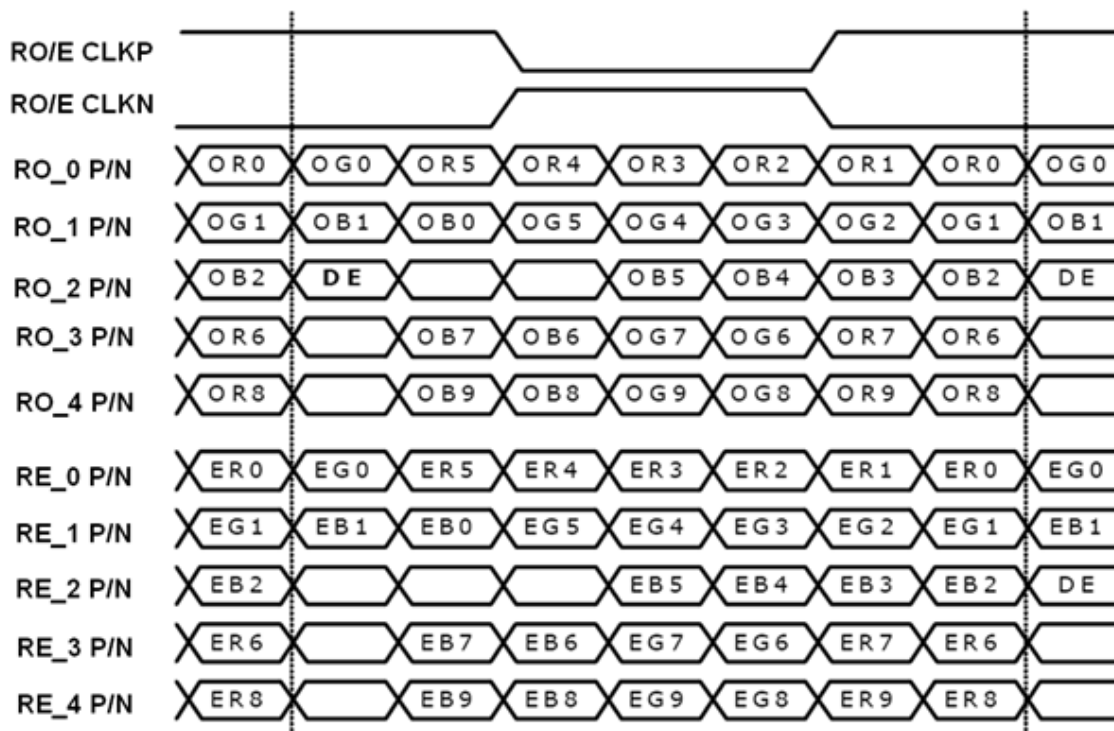 RO/E CLKP
RO/E CLKN
RO_0 P/N OR0 OG0 OR5 OR4 OR3 OR2 OR1 OR0 OG0
RO_1 P/N OG1 OB1 OB0 OG5 OG4 OG3 OG2 OG1 OB1
RO_2 P/N OB2 DE OB5 OB4 OB3 OB2 DE
RO_3 P/N OR6 OB7 OB6 OG7 OG6 OR7 OR6
RO_4 P/N OR8 OB9 OB8 OG9 OG8 OR9 OR8
RE_0 P/N ER0 EG0 ER5 ER4 ER3 ER2 ER1 ER0 EG0
RE_1 P/N EG1 EB1 EB0 EG5 EG4 EG3 EG2 EG1 EB1
RE_2 P/N EB2 EB5 EB4 EB3 EB2 DE
RE_3 P/N ER6 EB7 EB6 EG7 EG6 ER7 ER6
RE_4 P/N ER8 EB9 EB8 EG9 EG8 ER9 ER8